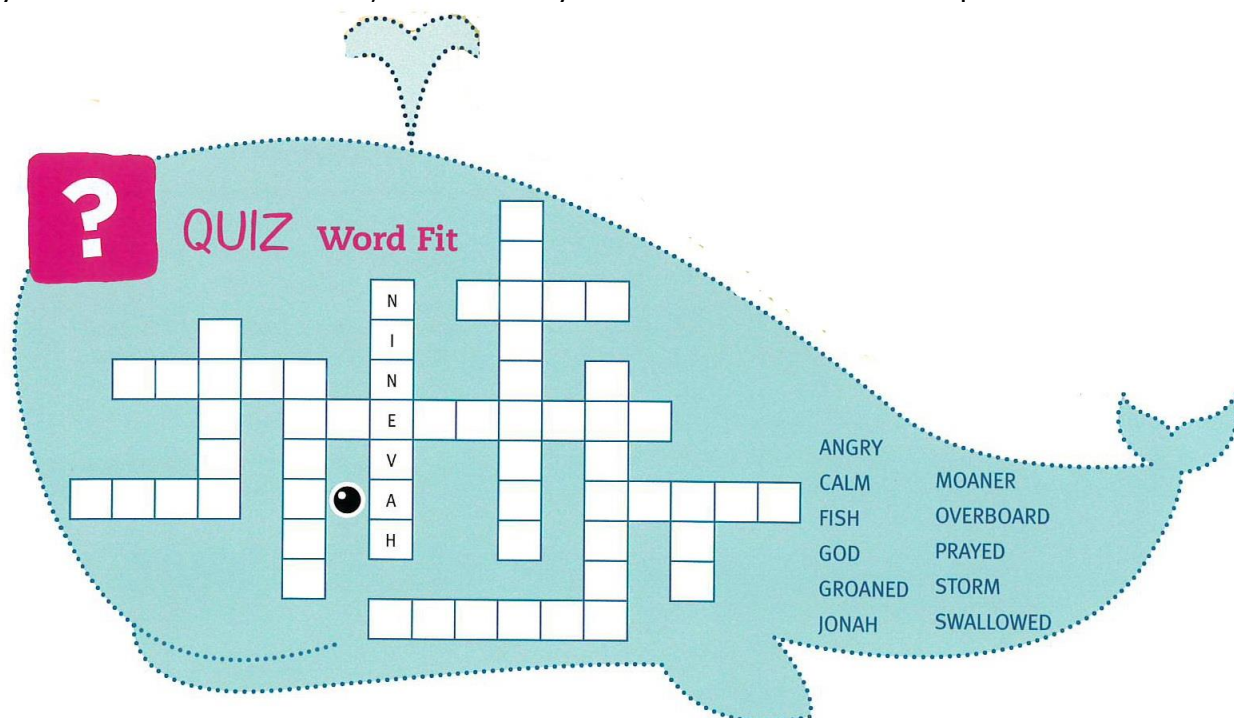 ?
QUIZ Word Fit
N
I
N
E
V
A
H
ANGRY
CALM
FISH
GOD
GROANED
JONAH
MOANER
OVERBOARD
PRAYED
STORM
SWALLOWED